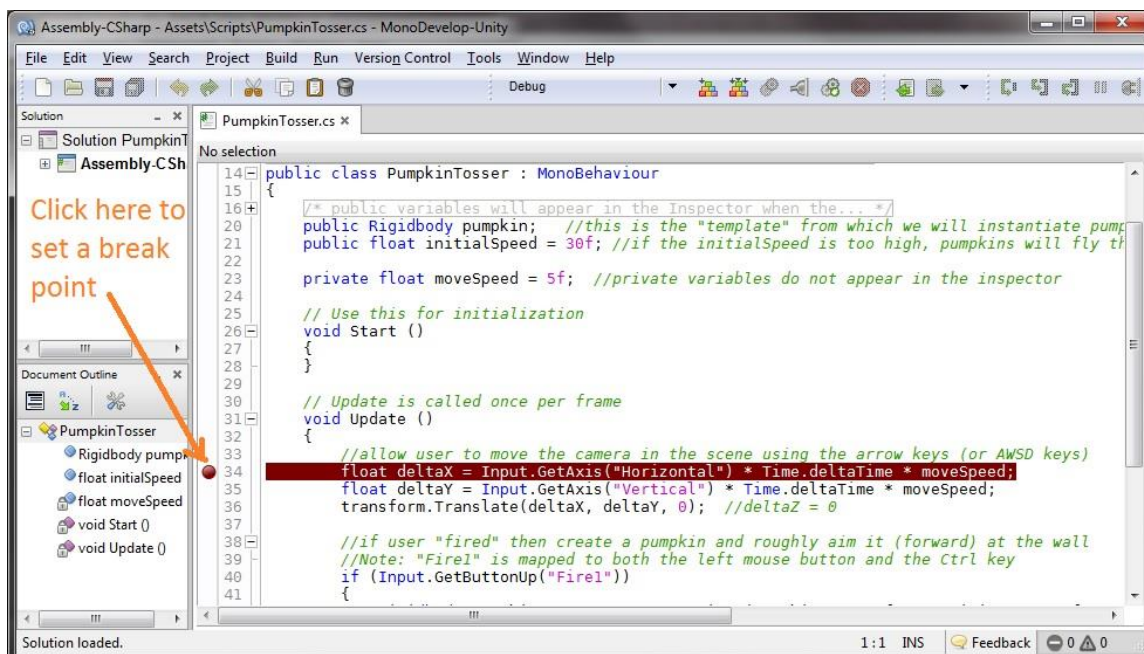 Assembly-CSharp - Assets\Scripts\PumpkinTosser.cs - MonoDevelop-Unity
File Edit View Search Project Build Run Version Control Tools Window Help
Debug
Solution
Solution PumpkinT
Assembly-CSh
Click here to
set a break
point
Document Outline
PumpkinTosser
Rigidbody pumpk
float initialSpeed
float moveSpeed
void Start ()
void Update ()
PumpkinTosser.cs
No selection
14 public class PumpkinTosser : MonoBehaviour
15 {
16 /* public variables will appear in the Inspector when the... */
20 public Rigidbody pumpkin; //this is the "template" from which we will instantiate pump
21 public float initialSpeed = 30f; //if the initialSpeed is too high, pumpkins will fly th
22
23 private float moveSpeed = 5f; //private variables do not appear in the inspector
24
25 // Use this for initialization
26 void Start ()
27 {
28 }
29
30 // Update is called once per frame
31 void Update ()
32 {
33 //allow user to move the camera in the scene using the arrow keys (or AWSD keys)
34 float deltaX = Input.GetAxis("Horizontal") * Time.deltaTime * moveSpeed;
35 float deltaY = Input.GetAxis("Vertical") * Time.deltaTime * moveSpeed;
36 transform.Translate(deltaX, deltaY, 0); //deltaZ = 0
37
38 //if user "fired" then create a pumpkin and roughly aim it (forward) at the wall
39 //Note: "Fire1" is mapped to both the left mouse button and the Ctrl key
40 if (Input.GetButtonUp("Fire1"))
41 {
Solution loaded.
1:1 INS Feedback 0 0